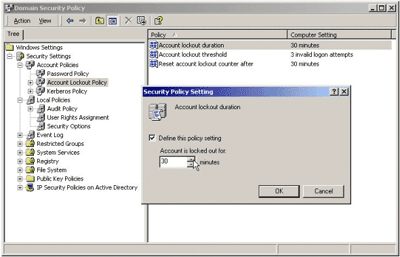 Domain Security Policy
Action View
Tree
Windows Settings
Security Settings
Account Policies
Password Policy
Account Lockout Policy
Kerberos Policy
Local Policies
Audit Policy
User Rights Assignment
Security Options
Event Log
Restricted Groups
System Services
Registry
File System
Public Key Policies
IP Security Policies on Active Directory
Policy Computer Setting
Account lockout duration 30 minutes
Account lockout threshold 3 invalid logon attempts
Reset account lockout counter after 30 minutes
Security Policy Setting
Account lockout duration
Define this policy setting
Account is locked out for:
30 minutes
OK Cancel